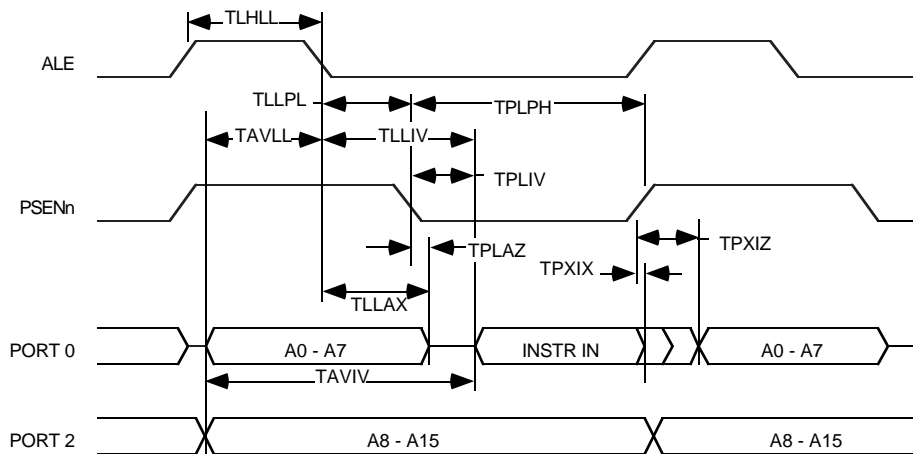 TLHLL
ALE
TLLPL
TPLPH
TAVLL
TLLIV
TPLIV
PSENn
TPLAZ
TPXIZ
TPXIX
TLLAX
PORT 0
A0 - A7
INSTR IN
A0 - A7
TAVIV
PORT 2
A8 - A15
A8 - A15